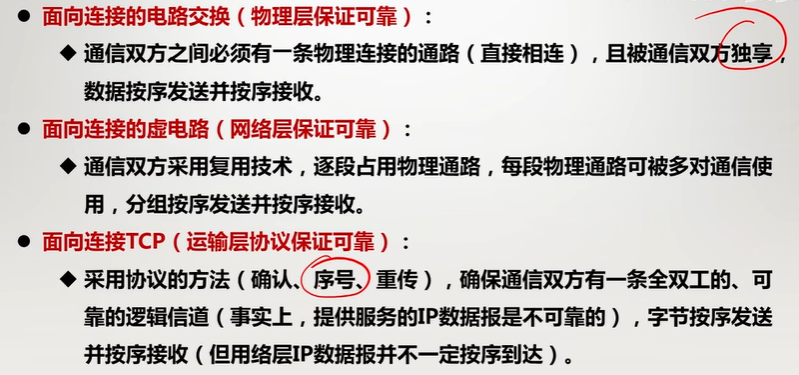 ● 面向连接的电路交换（物理层保证可靠）：
◆ 通信双方之间必须有一条物理连接的通路（直接相连），且被通信双方独享，
数据按序发送并按序接收。
● 面向连接的虚电路（网络层保证可靠）：
◆ 通信双方采用复用技术，逐段占用物理通路，每段物理通路可被多对通信使
用，分组按序发送并按序接收。
● 面向连接TCP（运输层协议保证可靠）：
◆ 采用协议的方法（确认、序号、重传），确保通信双方有一条全双工的、可
靠的逻辑信道（事实上，提供服务的IP数据报是不可靠的），字节按序发送
并按序接收（但用络层IP数据报并不一定按序到达）。